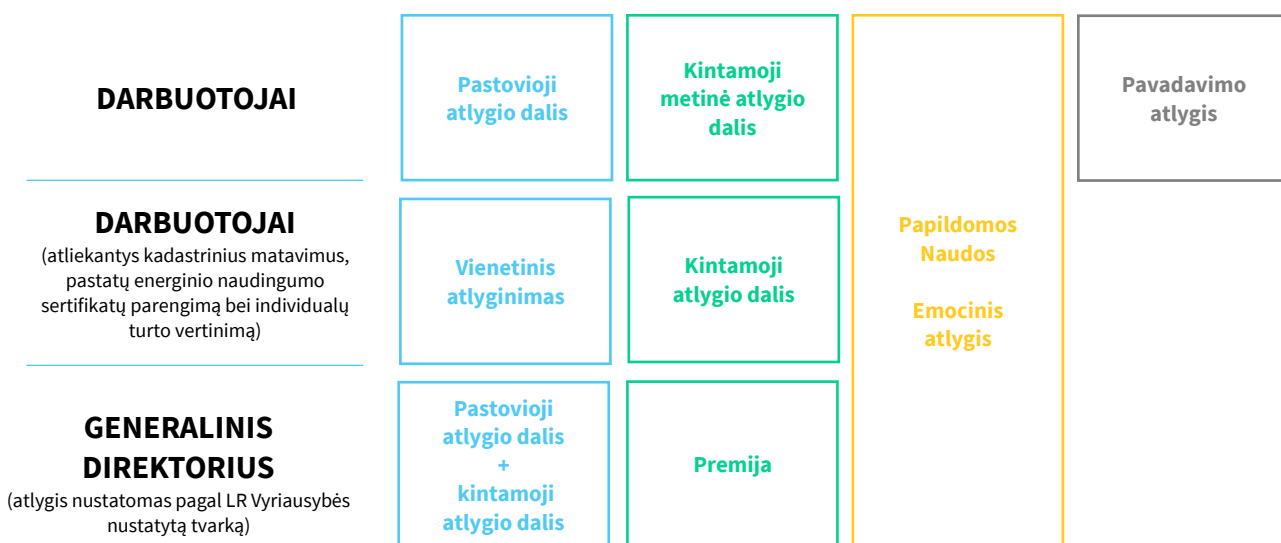 DARBUOTOJAI
Pastovioji
atlygio dalis
Kintamoji
metinė atlygio
dalis
Pavadavimo
atlygis
DARBUOTOJAI
(atliekantys kadastrinius matavimus,
pastatų energinio naudingumo
sertifikatų parengimą bei individualų
turto vertinimą)
Vienetinis
atlyginimas
Kintamoji
atlygio dalis
Papildomos
Naudos
Emocinis
atlygis
GENERALINIS
DIREKTORIUS
(atlygis nustatomas pagal LR Vyriausybės
nustatytą tvarką)
Pastovioji
atlygio dalis
+
kintamoji
atlygio dalis
Premija